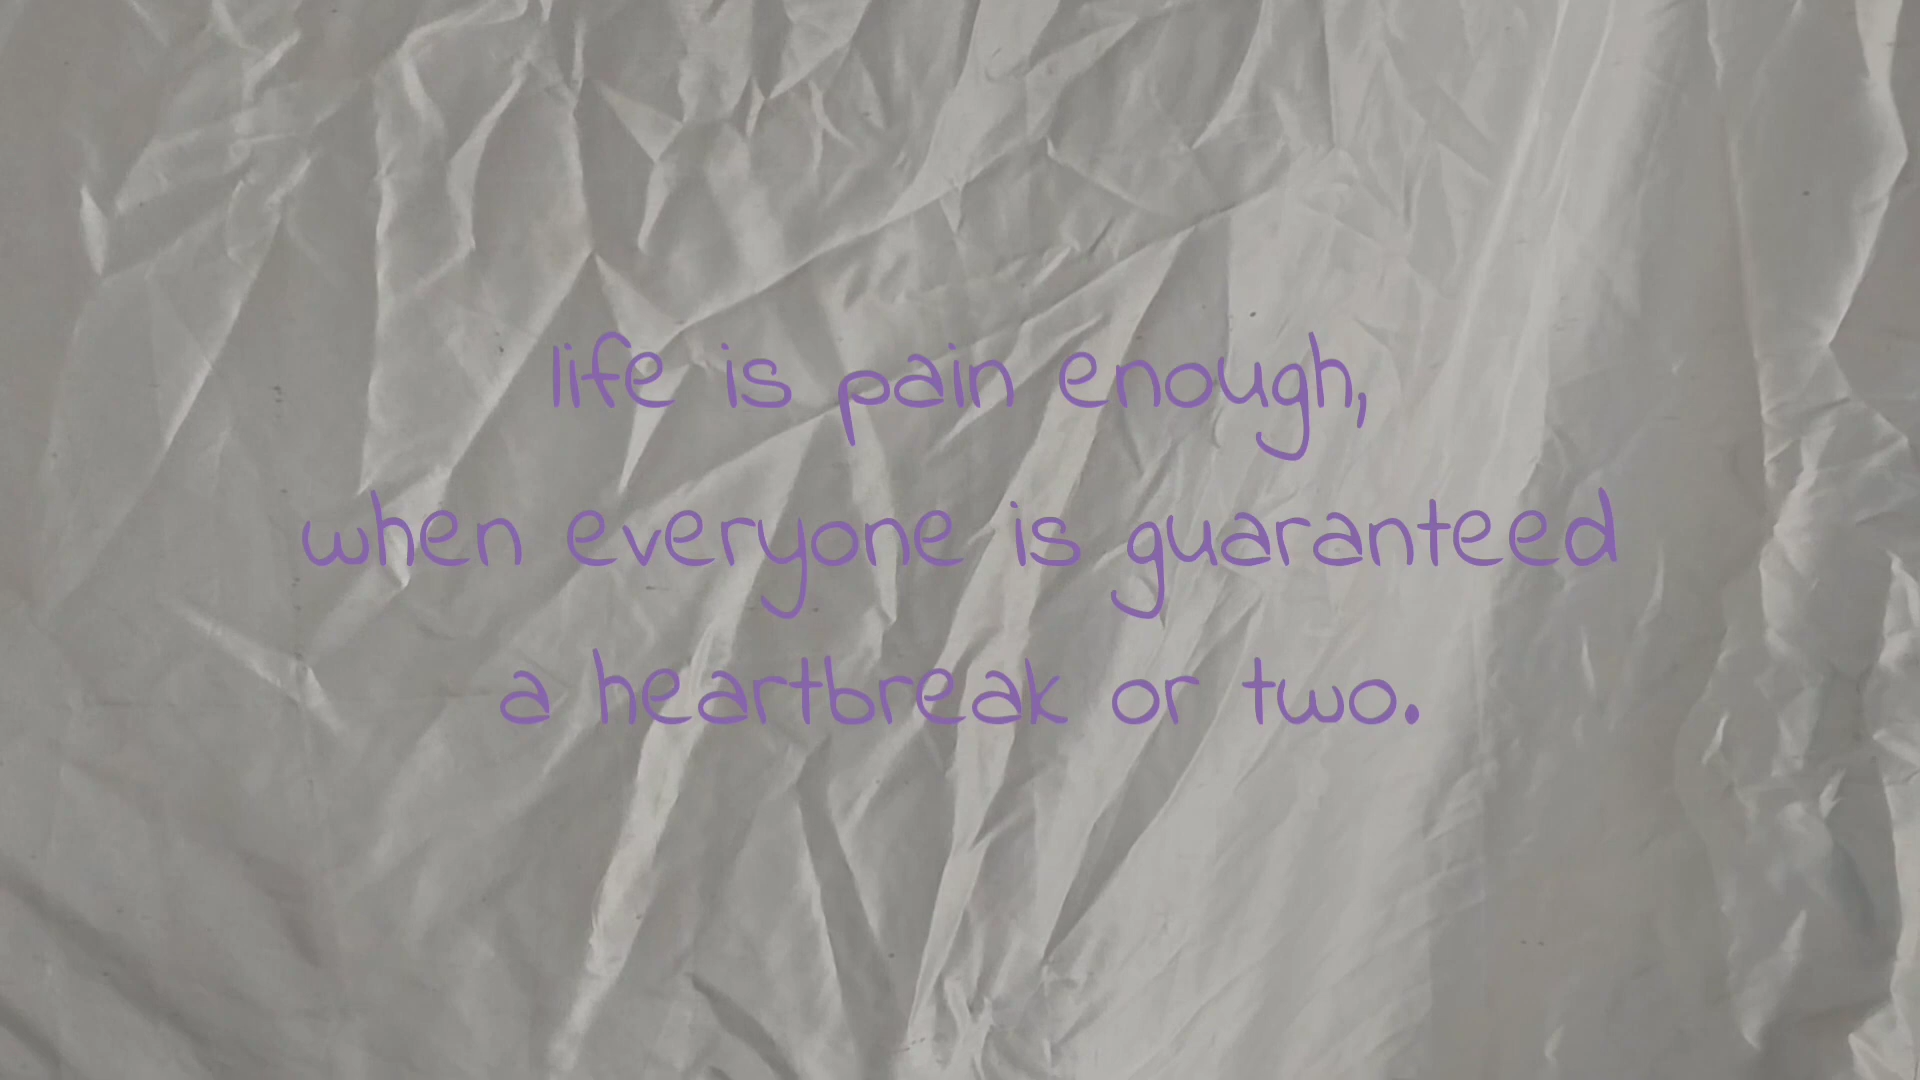 life is pain enough,
when everyone is guaranteed
a heartbreak or two.